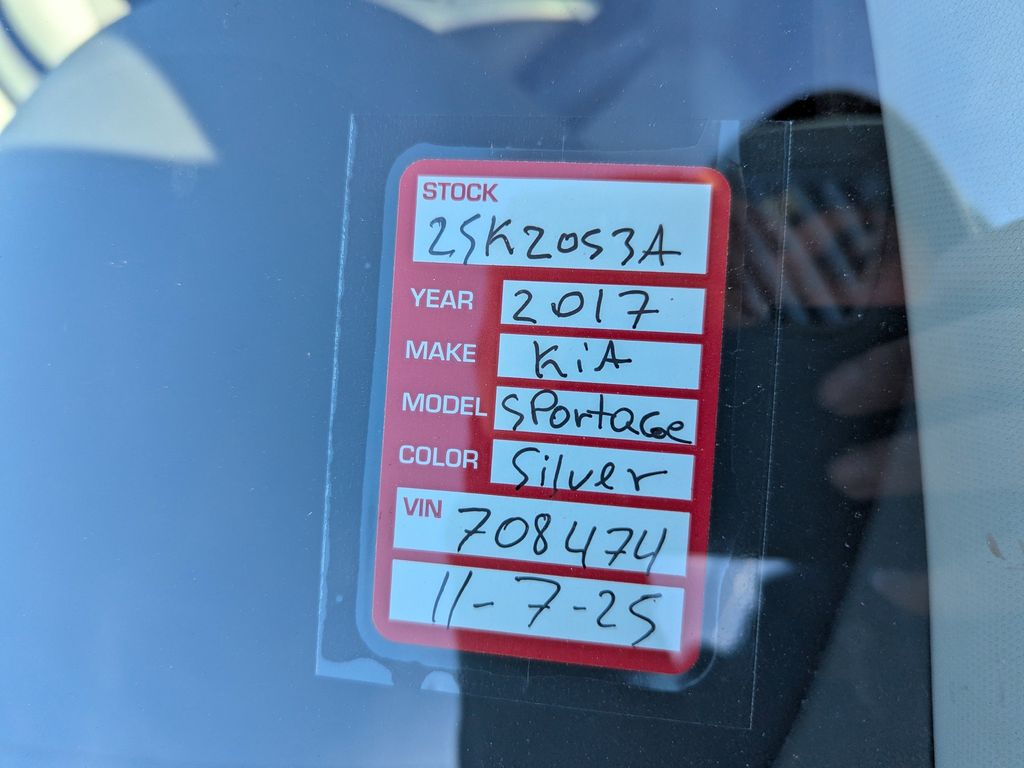 STOCK
25K2053A
YEAR 2017
MAKE KiA
MODEL SPortaGe
COLOR Silver
VIN 708474
11-7-25